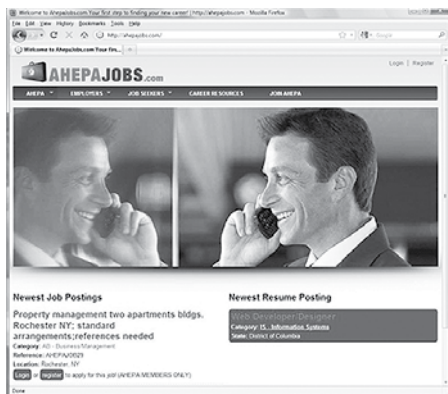 Welcome to AhepaJobs.com Your first step to finding your new career! | http://ahepajobs.com/ - Mozilla Firefox
File Edit View History Bookmarks Tools Help
http://ahepajobs.com/
Google
Welcome to AhepaJobs.com Your firs...
Login | Register
AHEPAJOBS.com
AHEPA EMPLOYERS JOB SEEKERS CAREER RESOURCES JOIN AHEPA
Newest Job Postings
Property management two apartments bldgs.
Rochester NY; standard
arrangements;references needed
Category: AD - Business/Management
Reference: AHEPAJOB29
Location: Rochester, NY
Login or register to apply for this job! (AHEPA MEMBERS ONLY)
Newest Resume Posting
Web Developer/Designer
Category: IS - Information Systems
State: District of Columbia
Done